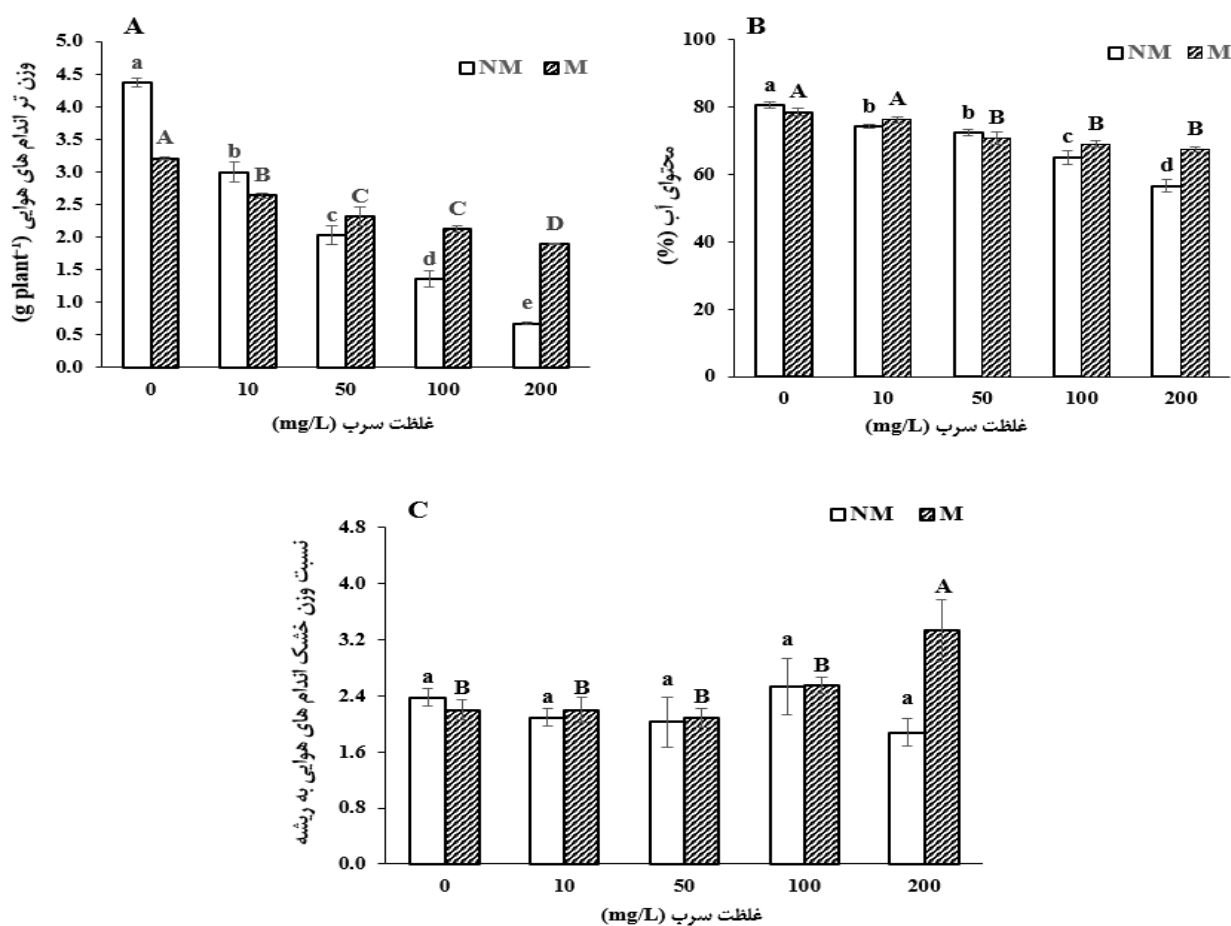 A
وزن تر اندام های هوایی (g plant⁻¹)
5.0
4.5
4.0
3.5
3.0
2.5
2.0
1.5
1.0
0.5
0.0
NM M
a
A
b
B
c
C
d
C
e
D
0 10 50 100 200
غلظت سرب (mg/L)
B
محتوای آب (%)
100
80
60
40
20
0
NM M
a
A
b
A
b
B
c
B
d
B
0 10 50 100 200
غلظت سرب (mg/L)
C
نسبت وزن خشک اندام های هوایی به ریشه
4.8
4.0
3.2
2.4
1.6
0.8
0.0
NM M
a
B
a
B
a
B
a
B
a
A
0 10 50 100 200
غلظت سرب (mg/L)